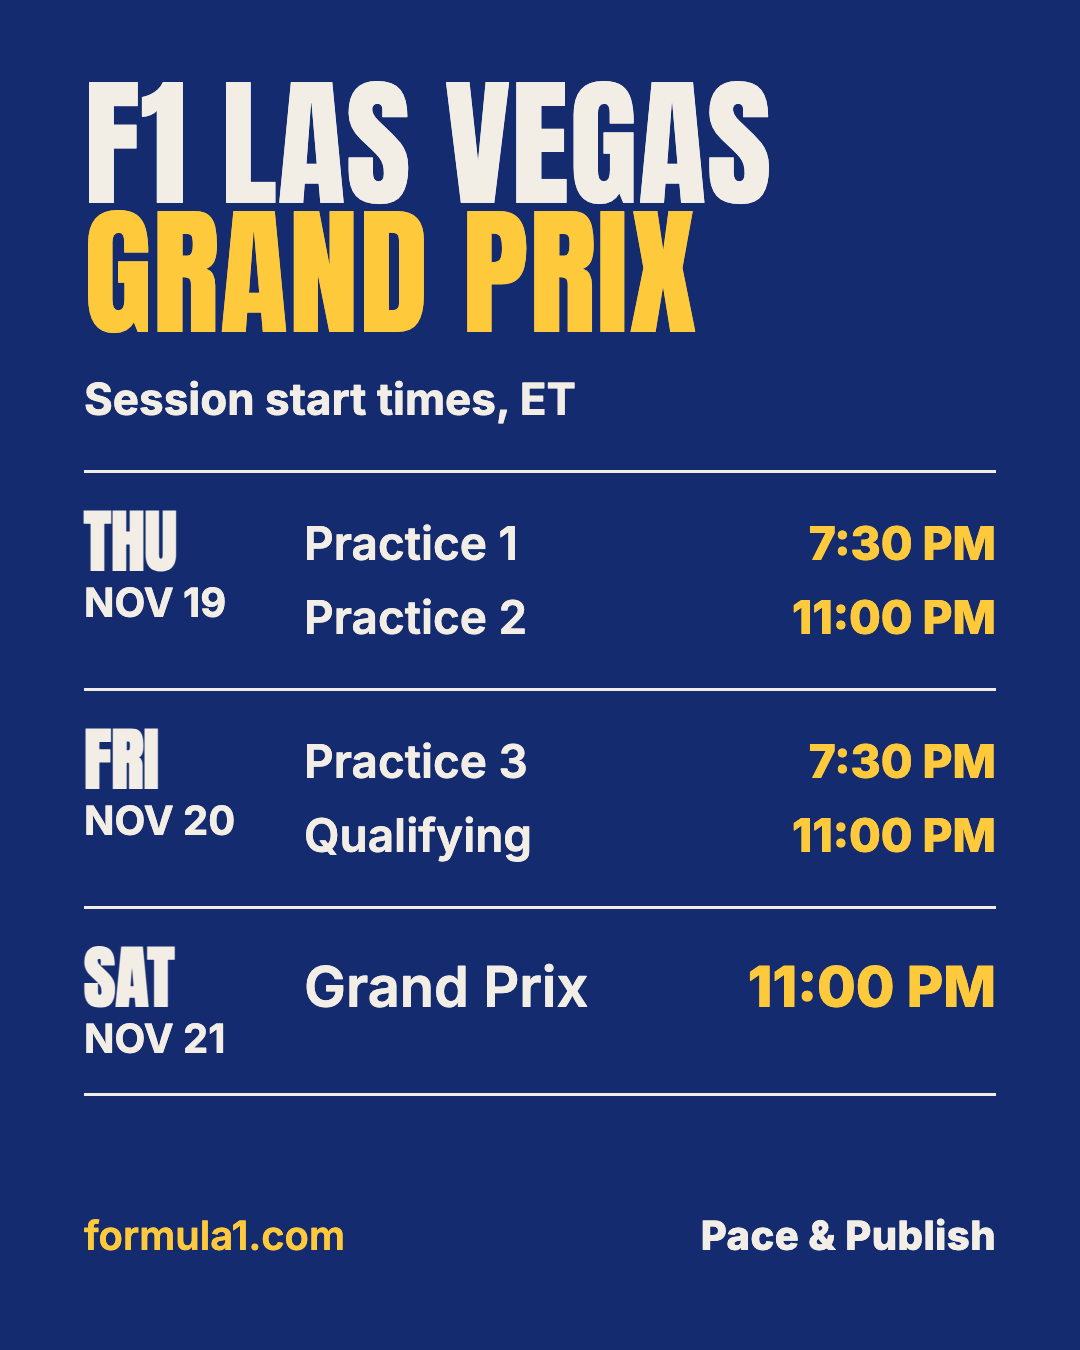 F1 LAS VEGAS
GRAND PRIX
Session start times, ET
THU
NOV 19
Practice 1 7:30 PM
Practice 2 11:00 PM
FRI
NOV 20
Practice 3 7:30 PM
Qualifying 11:00 PM
SAT
NOV 21
Grand Prix 11:00 PM
formula1.com
Pace & Publish